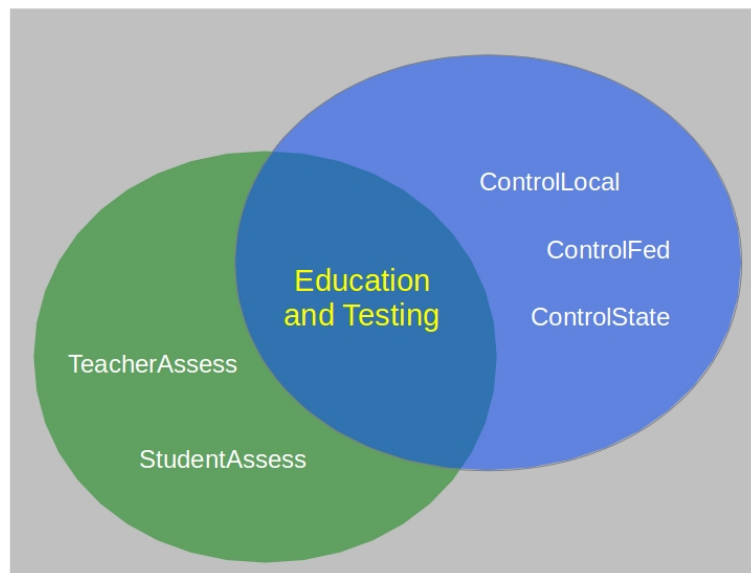 ControlLocal
ControlFed
Education
and Testing
ControlState
TeacherAssess
StudentAssess